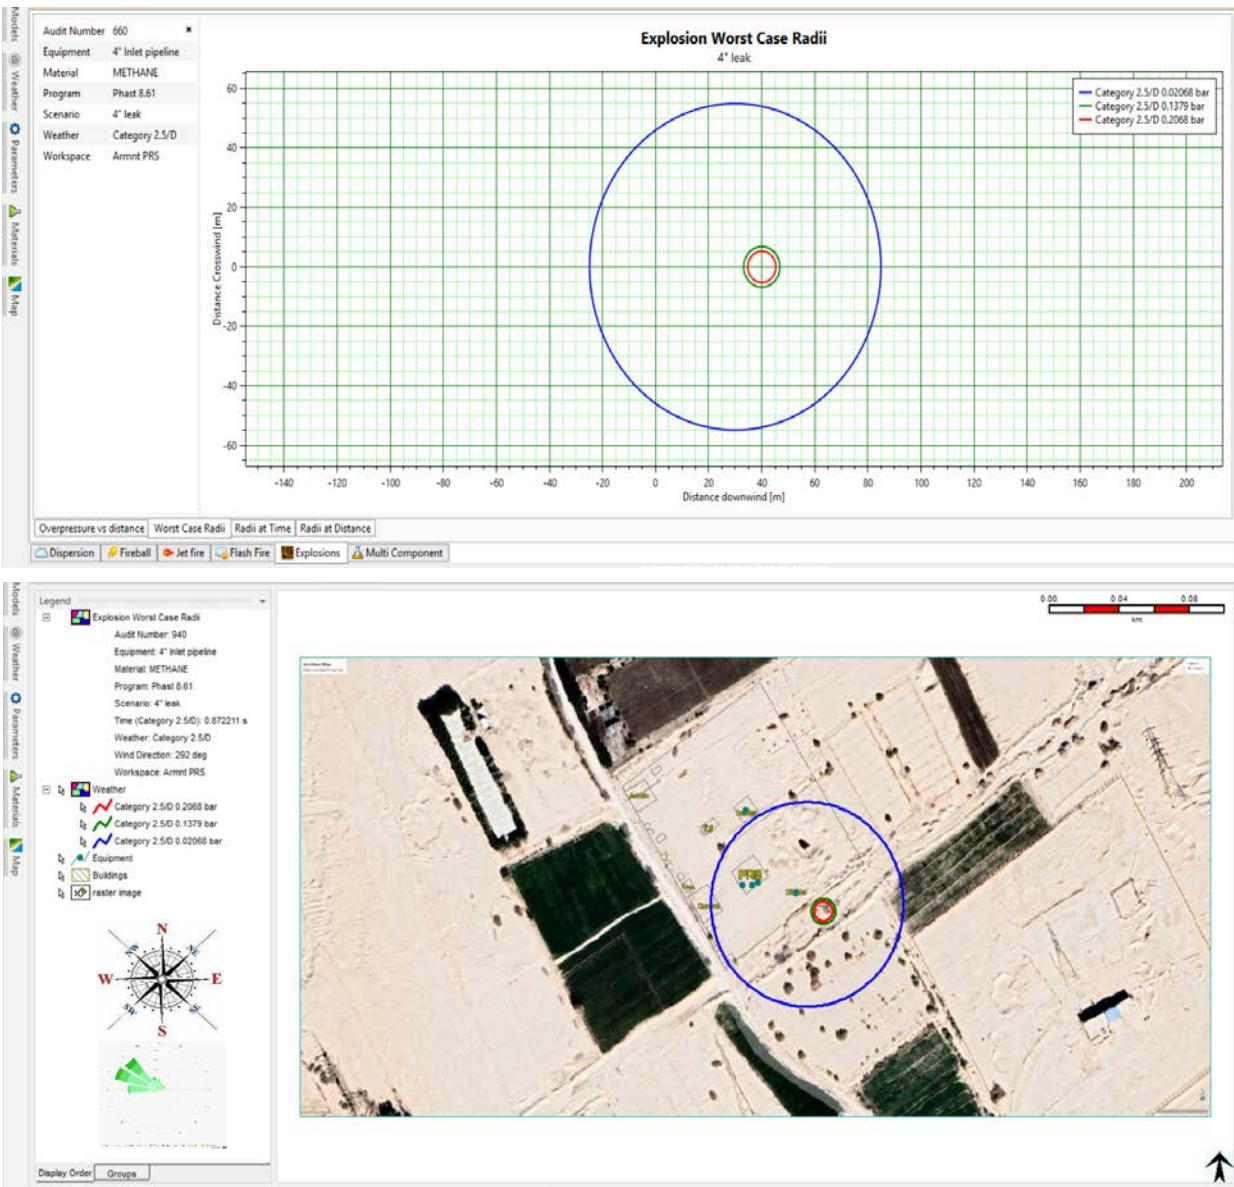 Models
Weather
Parameters
Materials
Map
Audit Number 660
Equipment 4" Inlet pipeline
Material METHANE
Program Phast 8.61
Scenario 4" leak
Weather Category 2.5/D
Workspace Armnt PRS
Explosion Worst Case Radii
4" leak
Category 2.5/D 0.02068 bar
Category 2.5/D 0.1379 bar
Category 2.5/D 0.2068 bar
Distance Crosswind [m]
60
40
20
0
-20
-40
-60
-140 -120 -100 -80 -60 -40 -20 0 20 40 60 80 100 120 140 160 180 200
Distance downwind [m]
Overpressure vs distance Worst Case Radii Radii at Time Radii at Distance
Dispersion Fireball Jet fire Flash Fire Explosions Multi Component
Models
Weather
Parameters
Materials
Map
Legend
Explosion Worst Case Radii
Audit Number: 940
Equipment: 4" Inlet pipeline
Material: METHANE
Program: Phast 8.61
Scenario: 4" leak
Time (Category 2.5/D): 0.872211 s
Weather: Category 2.5/D
Wind Direction: 292 deg
Workspace: Armnt PRS
Weather
Category 2.5/D 0.2068 bar
Category 2.5/D 0.1379 bar
Category 2.5/D 0.02068 bar
Equipment
Buildings
raster image
N
NW NE
W E
SW SE
S
Display Order Groups
0.00 0.04 0.08
km
PRS